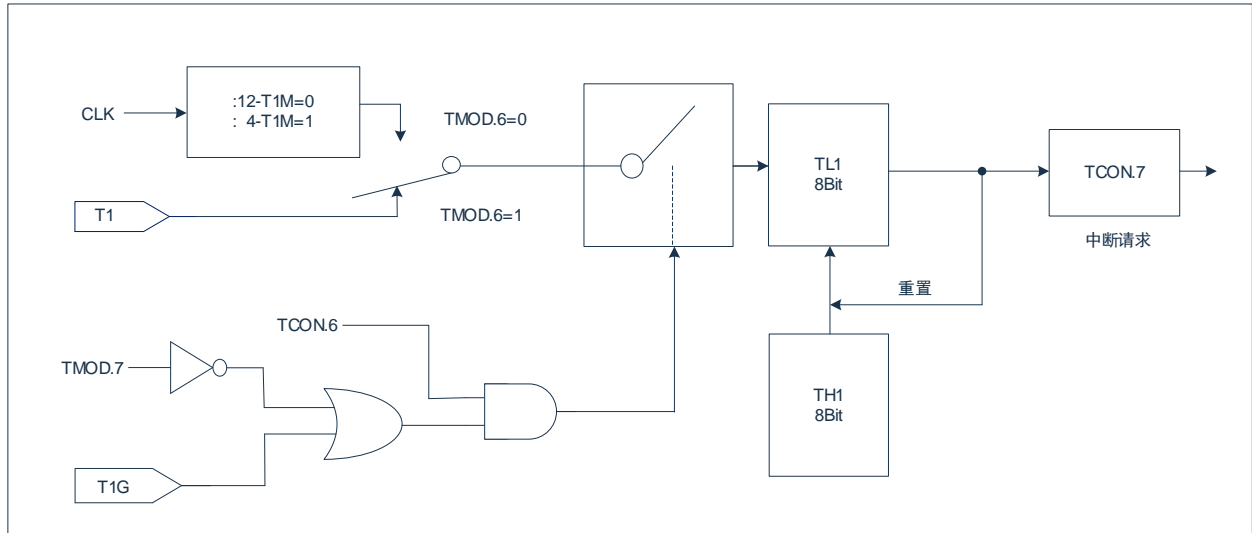 :12-T1M=0
: 4-T1M=1
CLK
TMOD.6=0
T1
TMOD.6=1
TL1
8Bit
TCON.7
中断请求
重置
TCON.6
TMOD.7
TH1
8Bit
T1G